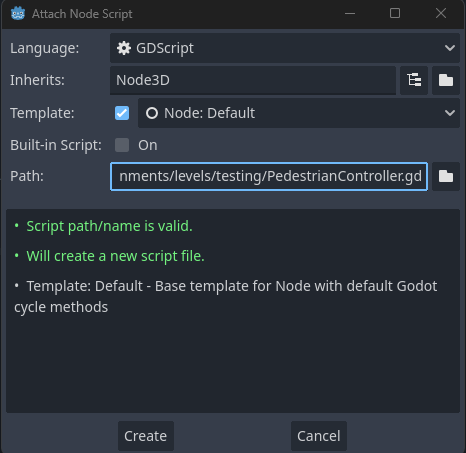 Attach Node Script
Language: GDScript
Inherits: Node3D
Template: Node: Default
Built-in Script: On
Path: nments/levels/testing/PedestrianController.gd
• Script path/name is valid.
• Will create a new script file.
• Template: Default - Base template for Node with default Godot
cycle methods
Create Cancel